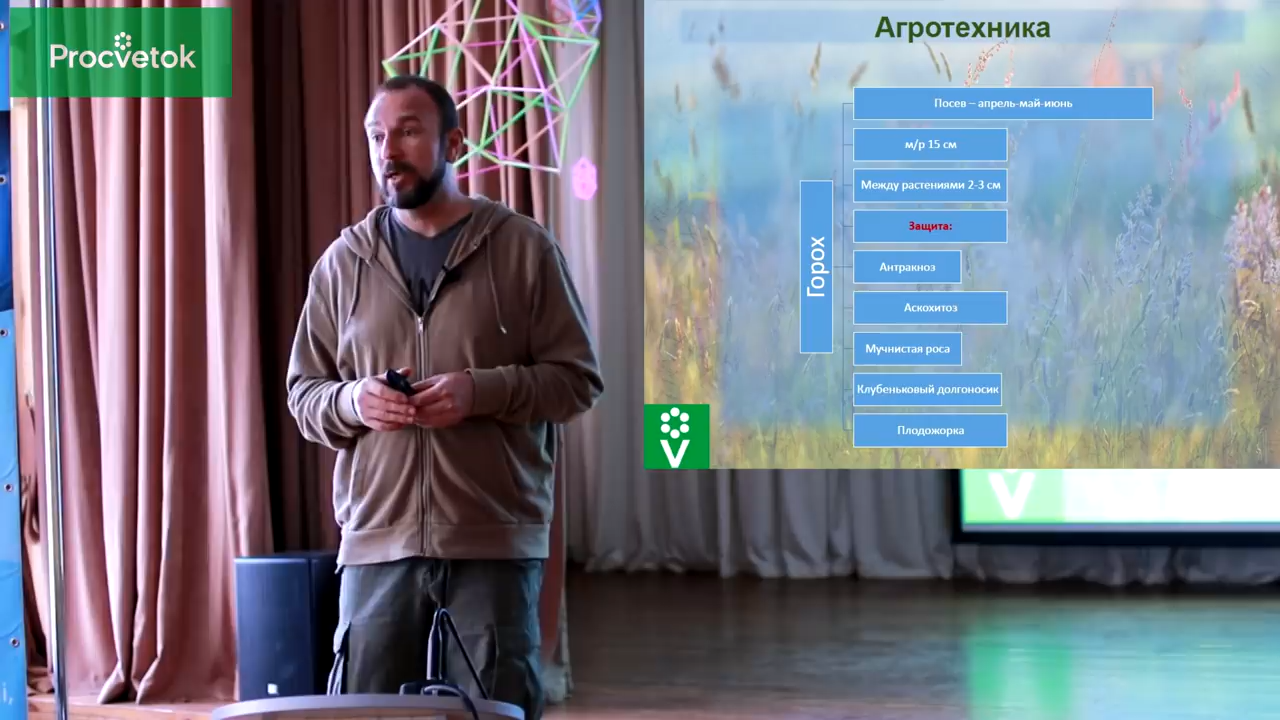 Procvetok
Агротехника
Горох
Посев – апрель-май-июнь
м/р 15 см
Между растениями 2-3 см
Защита:
Антракноз
Аскохитоз
Мучнистая роса
Клубеньковый долгоносик
Плодожорка